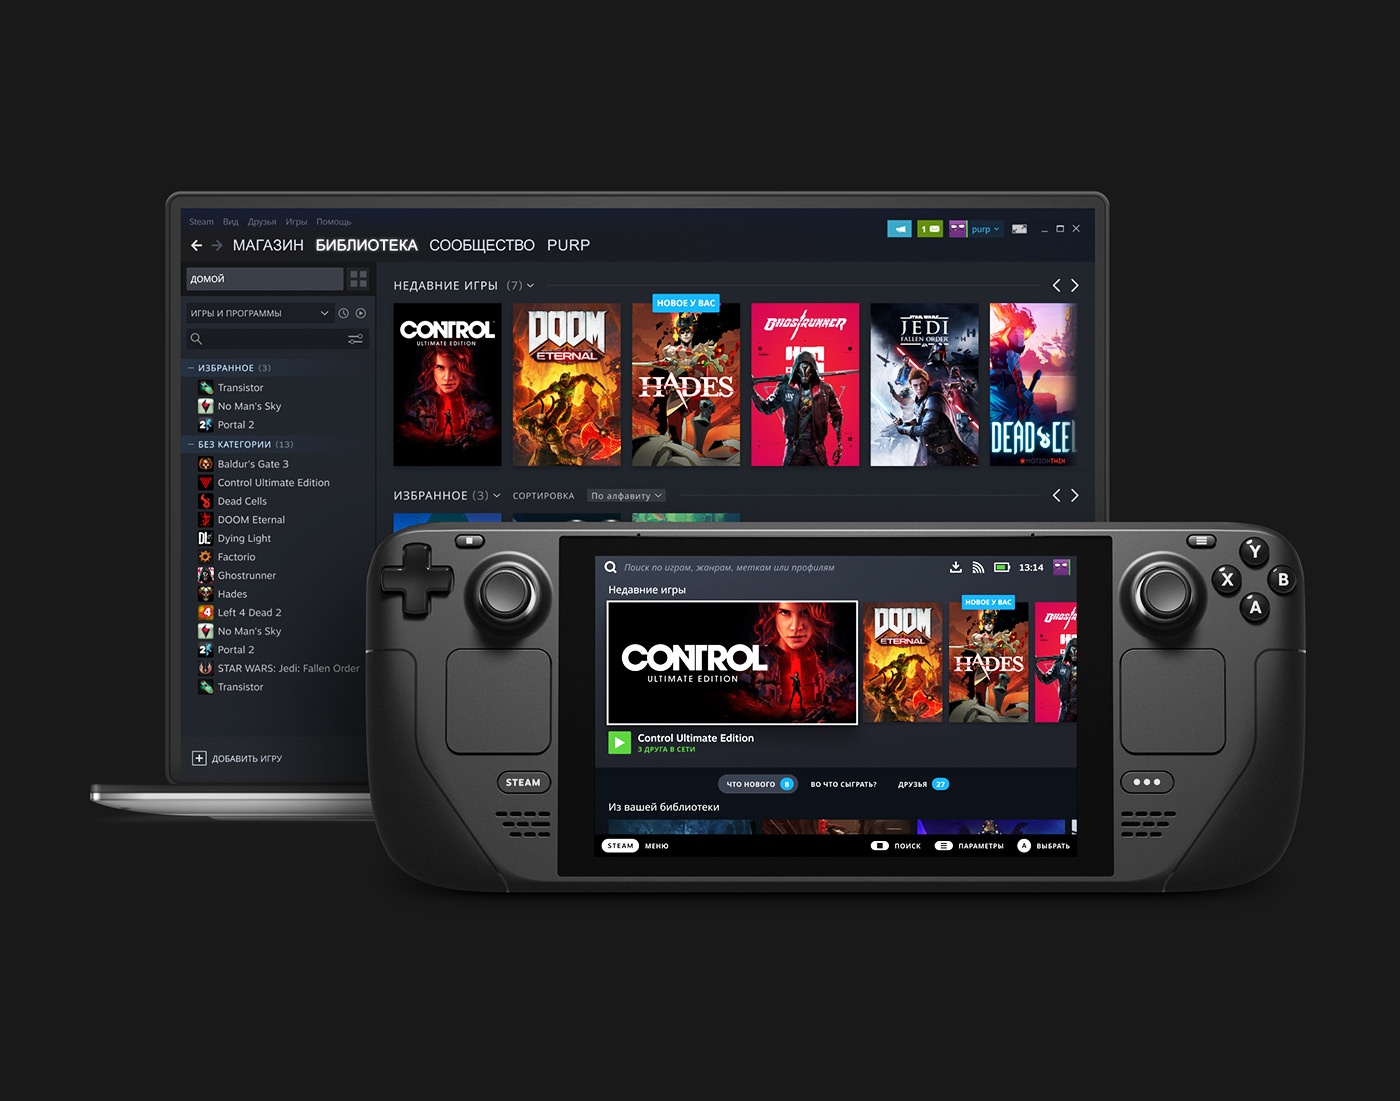 Steam Вид Друзья Игры Помощь
1 purp
МАГАЗИН БИБЛИОТЕКА СООБЩЕСТВО PURP
ДОМОЙ
ИГРЫ И ПРОГРАММЫ
ИЗБРАННОЕ (3)
Transistor
No Man's Sky
Portal 2
БЕЗ КАТЕГОРИИ (13)
Baldur's Gate 3
Control Ultimate Edition
Dead Cells
DOOM Eternal
Dying Light
Factorio
Ghostrunner
Hades
Left 4 Dead 2
No Man's Sky
Portal 2
STAR WARS: Jedi: Fallen Order
Transistor
ДОБАВИТЬ ИГРУ
НЕДАВНИЕ ИГРЫ (7)
НОВОЕ У ВАС
CONTROL
ULTIMATE EDITION
DOOM
ETERNAL
HADES
GHOSTRUNNER
STAR WARS
JEDI
FALLEN ORDER
DEAD CEL
MOTIONTWIN
ИЗБРАННОЕ (3) СОРТИРОВКА По алфавиту
Y
X
B
A
STEAM
Поиск по играм, жанрам, меткам или профилям
13:14
Недавние игры
НОВОЕ У ВАС
CONTROL
ULTIMATE EDITION
DOOM
ETERNAL
HADES
Control Ultimate Edition
3 ДРУГА В СЕТИ
ЧТО НОВОГО 8 ВО ЧТО СЫГРАТЬ? ДРУЗЬЯ 27
Из вашей библиотеки
STEAM МЕНЮ ПОИСК ПАРАМЕТРЫ A ВЫБРАТЬ